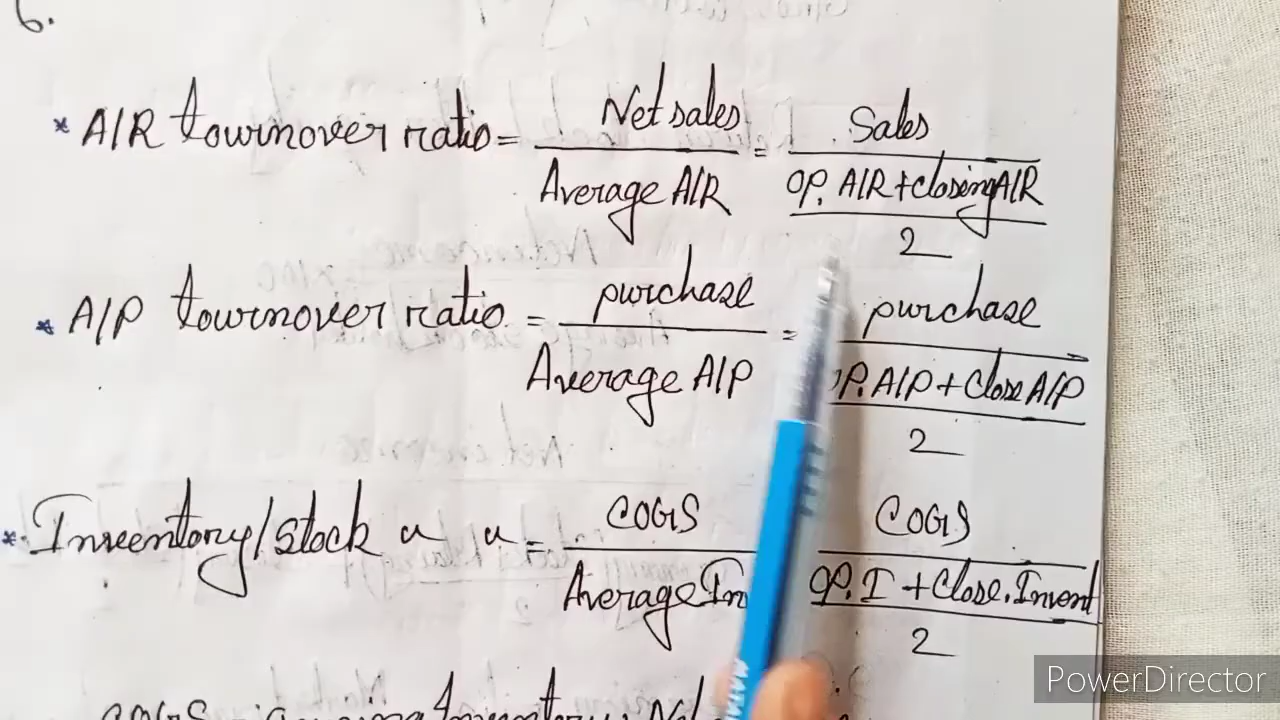 6.
* A/R tournover ratio = Net sales / Average A/R = Sales / OP. A/R + closing A/R / 2
* A/P tournover ratio = purchase / Average A/P = purchase / OP. A/P + Close A/P / 2
* Inventory/Stock " " = COGS / Average In COGS / OP. I + Close. Invent / 2
COGS
PowerDirector